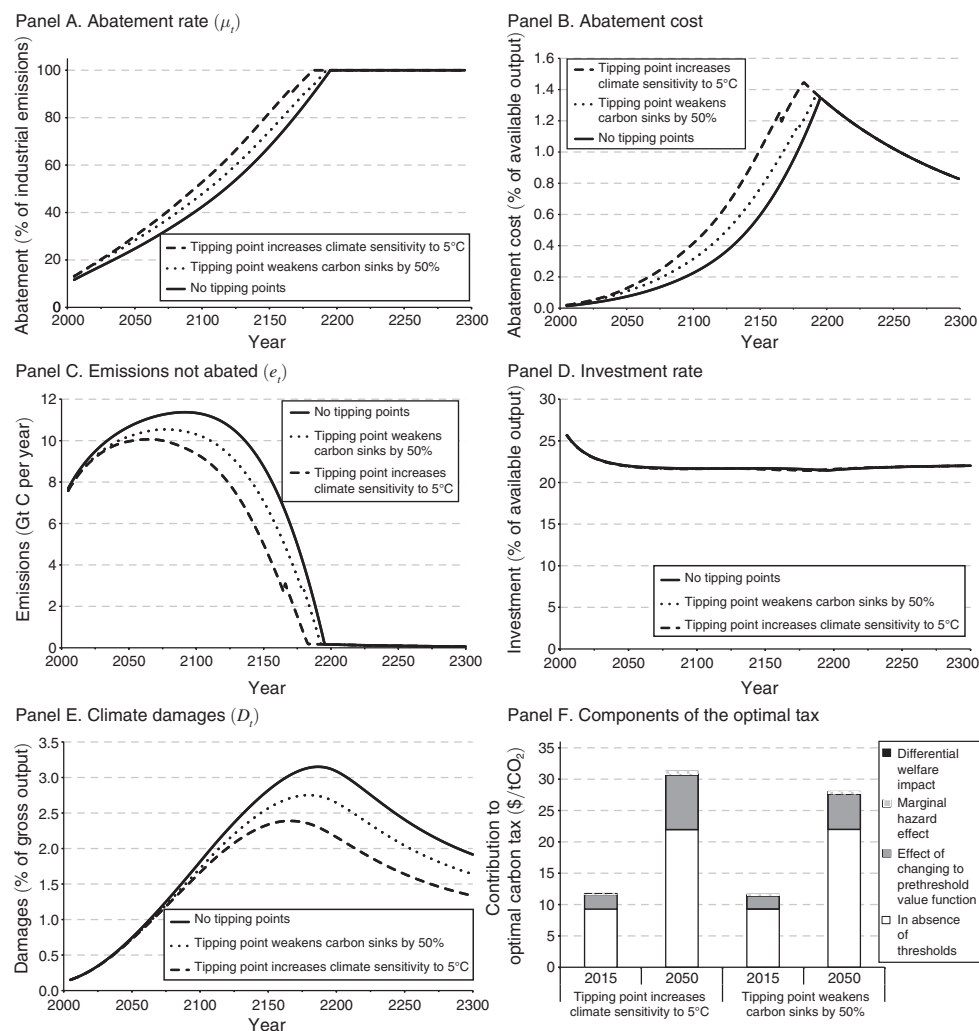 Panel A. Abatement rate (μt)
Abatement (% of industrial emissions)
100
80
60
40
20
0
2000 2050 2100 2150 2200 2250 2300
Year
Tipping point increases climate sensitivity to 5°C
Tipping point weakens carbon sinks by 50%
No tipping points
Panel B. Abatement cost
Abatement cost (% of available output)
1.6
1.4
1.2
1.0
0.8
0.6
0.4
0.2
0.0
2000 2050 2100 2150 2200 2250 2300
Year
Tipping point increases
climate sensitivity to 5°C
Tipping point weakens
carbon sinks by 50%
No tipping points
Panel C. Emissions not abated (et)
Emissions (Gt C per year)
12
10
8
6
4
2
0
2000 2050 2100 2150 2200 2250 2300
Year
No tipping points
Tipping point weakens
carbon sinks by 50%
Tipping point increases
climate sensitivity to 5°C
Panel D. Investment rate
Investment (% of available output)
30
25
20
15
10
5
0
2000 2050 2100 2150 2200 2250 2300
Year
No tipping points
Tipping point weakens carbon sinks by 50%
Tipping point increases climate sensitivity to 5°C
Panel E. Climate damages (Dt)
Damages (% of gross output)
3.5
3.0
2.5
2.0
1.5
1.0
0.5
0.0
2000 2050 2100 2150 2200 2250 2300
Year
No tipping points
Tipping point weakens carbon sinks by 50%
Tipping point increases climate sensitivity to 5°C
Panel F. Components of the optimal tax
Contribution to
optimal carbon tax ($/tCO2)
35
30
25
20
15
10
5
0
2015 2050 2015 2050
Tipping point increases
climate sensitivity to 5°C
Tipping point weakens
carbon sinks by 50%
Differential
welfare
impact
Marginal
hazard
effect
Effect of
changing to
prethreshold
value function
In absence
of
thresholds